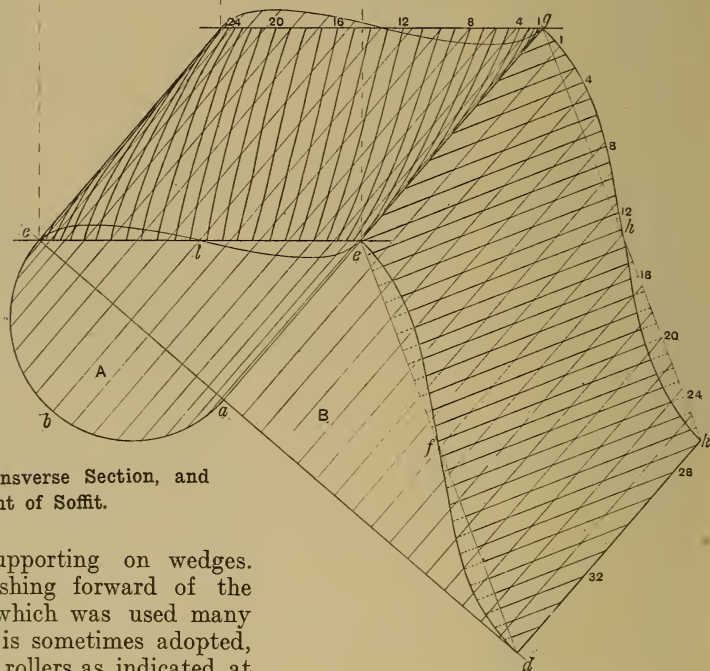 24 20 16 12 8 4 1 g
1
4
8
12
h
16
20
24
k
28
32
c
l
e
A
B
b
a
f
d
nsverse Section, and
nt of Soffit.
upporting on wedges.
shing forward of the
which was used many
is sometimes adopted,
rollers as indicated at